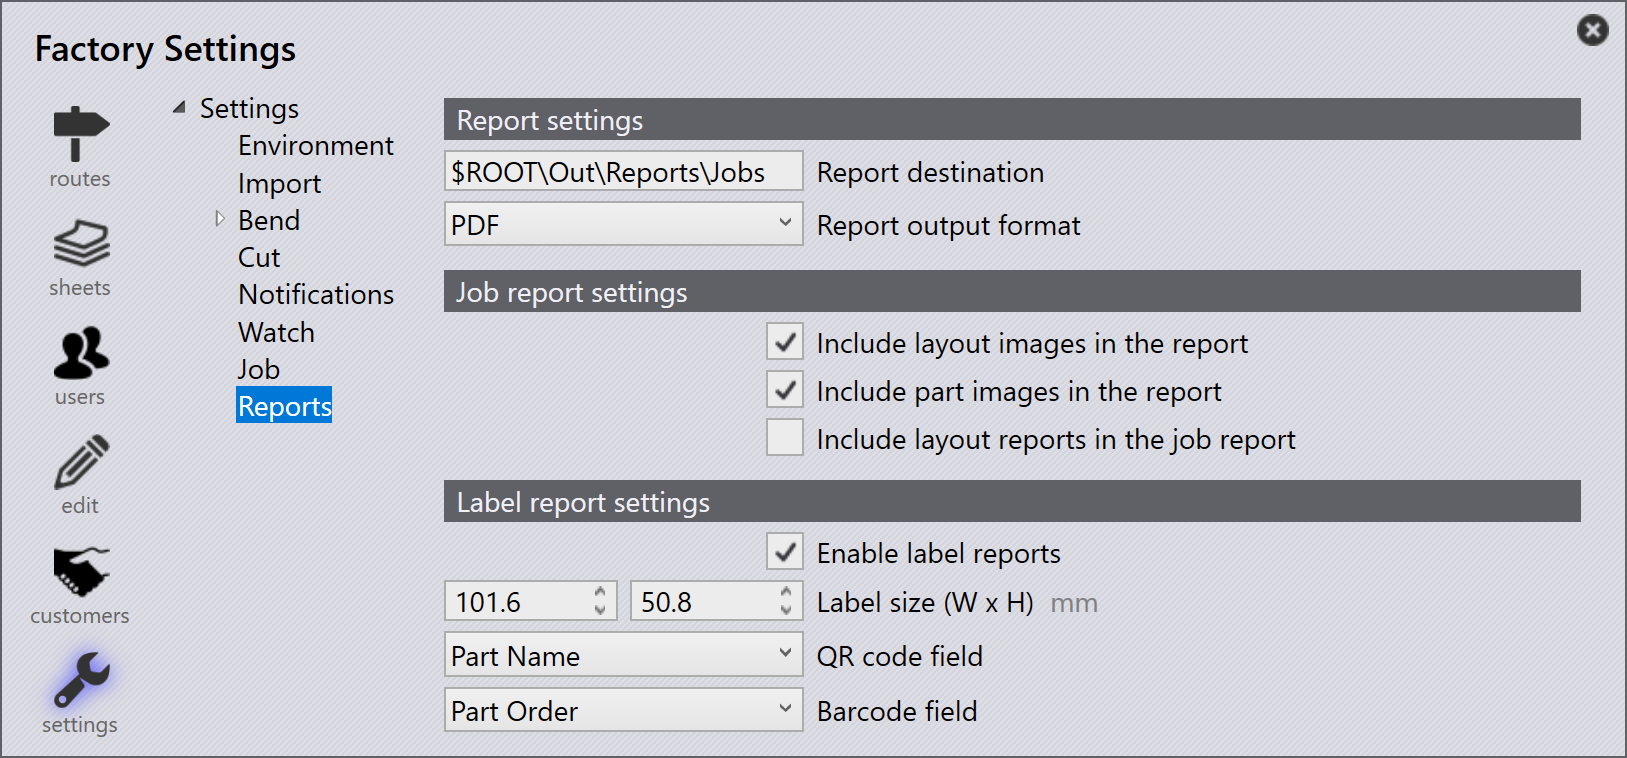 Factory Settings
routes
sheets
users
edit
customers
settings
Settings
Environment
Import
Bend
Cut
Notifications
Watch
Job
Reports
Report settings
$ROOT\Out\Reports\Jobs Report destination
PDF Report output format
Job report settings
Include layout images in the report
Include part images in the report
Include layout reports in the job report
Label report settings
Enable label reports
101.6 50.8 Label size (W x H) mm
Part Name QR code field
Part Order Barcode field